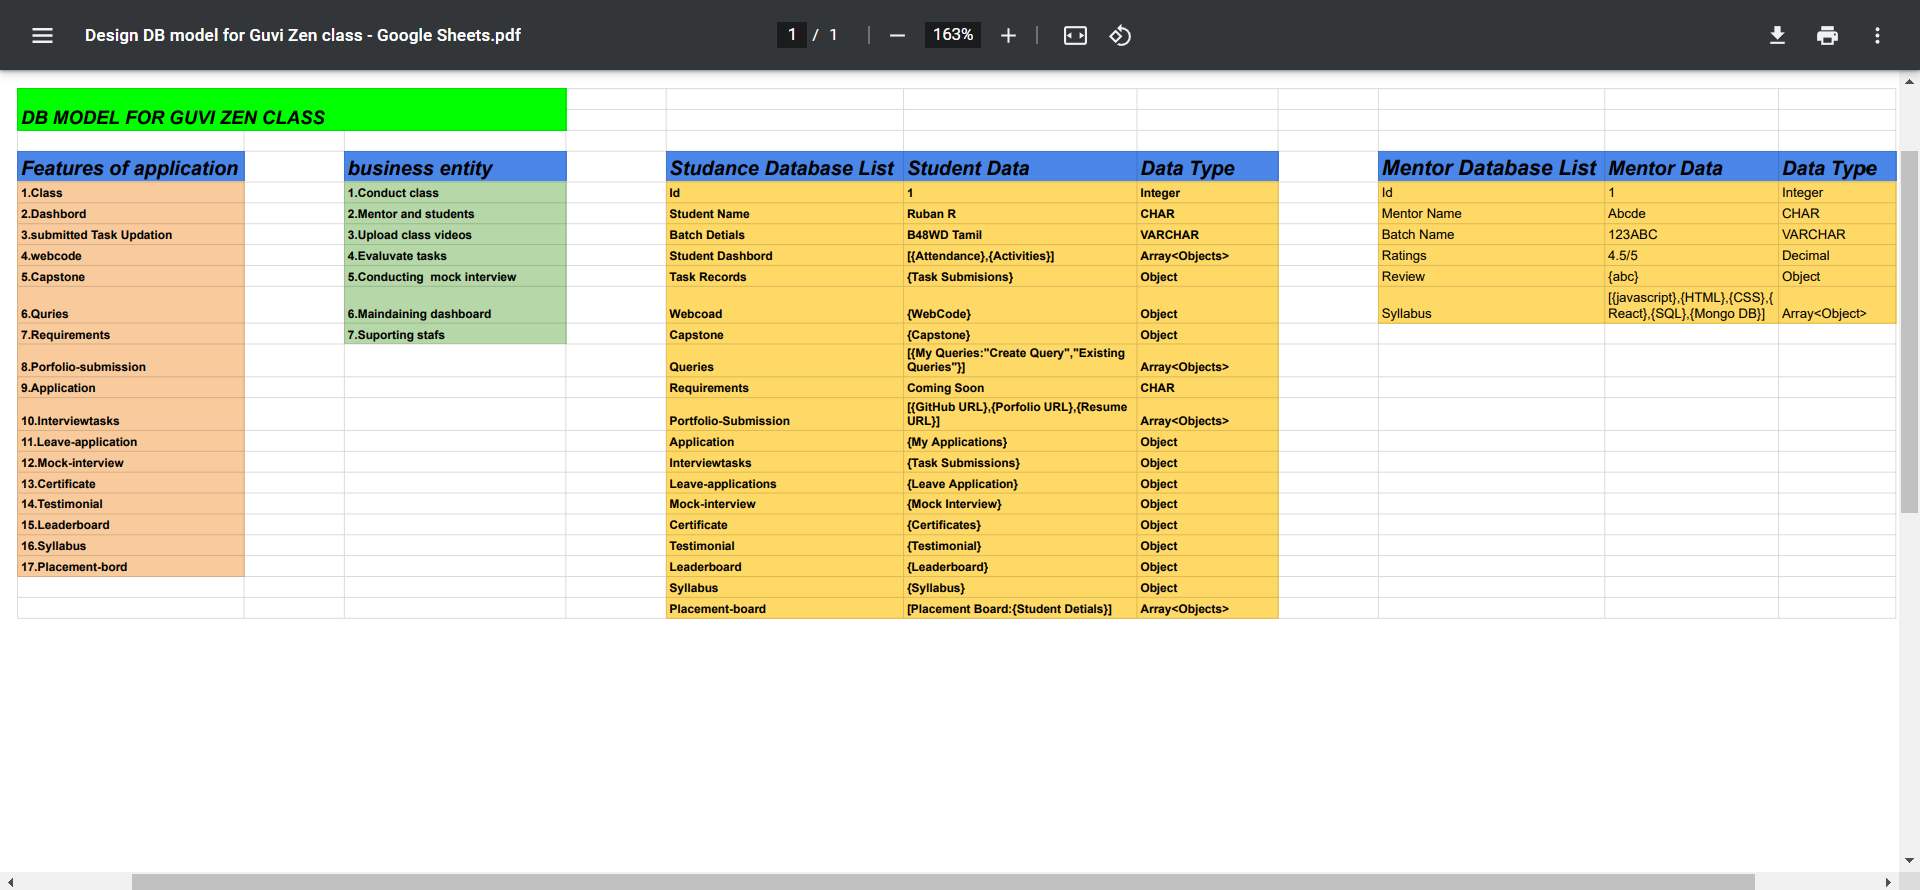 Design DB model for Guvi Zen class - Google Sheets.pdf
1 / 1
163%
DB MODEL FOR GUVI ZEN CLASS
Features of application
1.Class
2.Dashbord
3.submitted Task Updation
4.webcode
5.Capstone
6.Quries
7.Requirements
8.Porfolio-submission
9.Application
10.Interviewtasks
11.Leave-application
12.Mock-interview
13.Certificate
14.Testimonial
15.Leaderboard
16.Syllabus
17.Placement-bord
business entity
1.Conduct class
2.Mentor and students
3.Upload class videos
4.Evaluvate tasks
5.Conducting mock interview
6.Maindaining dashboard
7.Suporting stafs
Studance Database List Student Data Data Type
Id 1 Integer
Student Name Ruban R CHAR
Batch Detials B48WD Tamil VARCHAR
Student Dashbord [{Attendance},{Activities}] Array<Objects>
Task Records {Task Submisions} Object
Webcoad {WebCode} Object
Capstone {Capstone} Object
[{My Queries:"Create Query","Existing
Queries Queries"}] Array<Objects>
Requirements Coming Soon CHAR
[{GitHub URL},{Porfolio URL},{Resume
Portfolio-Submission URL}] Array<Objects>
Application {My Applications} Object
Interviewtasks {Task Submissions} Object
Leave-applications {Leave Application} Object
Mock-interview {Mock Interview} Object
Certificate {Certificates} Object
Testimonial {Testimonial} Object
Leaderboard {Leaderboard} Object
Syllabus {Syllabus} Object
Placement-board [Placement Board:{Student Detials}] Array<Objects>
Mentor Database List Mentor Data Data Type
Id 1 Integer
Mentor Name Abcde CHAR
Batch Name 123ABC VARCHAR
Ratings 4.5/5 Decimal
Review {abc} Object
[{javascript},{HTML},{CSS},{
Syllabus React},{SQL},{Mongo DB}] Array<Object>